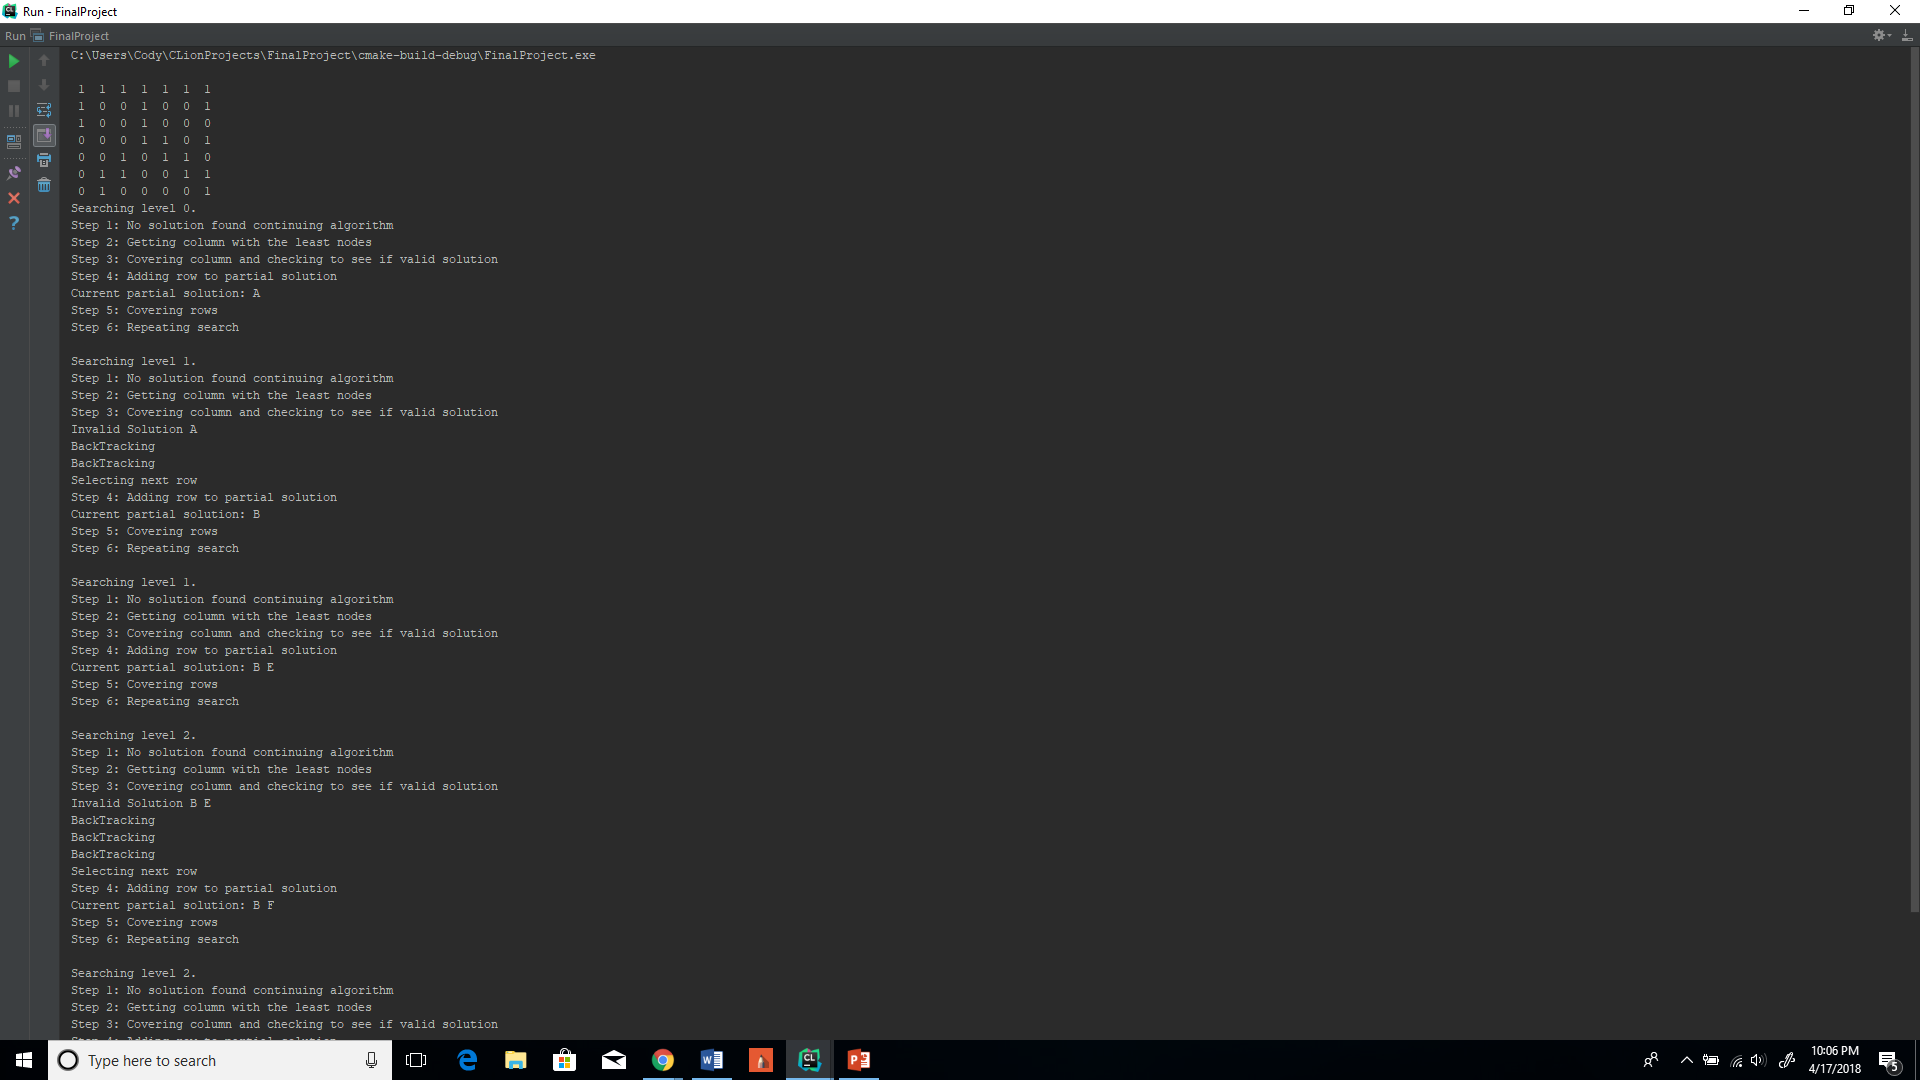 Run - FinalProject
Run FinalProject
C:\Users\Cody\CLionProjects\FinalProject\cmake-build-debug\FinalProject.exe
1 1 1 1 1 1 1
1 0 0 1 0 0 1
1 0 0 1 0 0 0
0 0 0 1 1 0 1
0 0 1 0 1 1 0
0 1 1 0 0 1 1
0 1 0 0 0 0 1
Searching level 0.
Step 1: No solution found continuing algorithm
Step 2: Getting column with the least nodes
Step 3: Covering column and checking to see if valid solution
Step 4: Adding row to partial solution
Current partial solution: A
Step 5: Covering rows
Step 6: Repeating search
Searching level 1.
Step 1: No solution found continuing algorithm
Step 2: Getting column with the least nodes
Step 3: Covering column and checking to see if valid solution
Invalid Solution A
BackTracking
BackTracking
Selecting next row
Step 4: Adding row to partial solution
Current partial solution: B
Step 5: Covering rows
Step 6: Repeating search
Searching level 1.
Step 1: No solution found continuing algorithm
Step 2: Getting column with the least nodes
Step 3: Covering column and checking to see if valid solution
Step 4: Adding row to partial solution
Current partial solution: B E
Step 5: Covering rows
Step 6: Repeating search
Searching level 2.
Step 1: No solution found continuing algorithm
Step 2: Getting column with the least nodes
Step 3: Covering column and checking to see if valid solution
Invalid Solution B E
BackTracking
BackTracking
BackTracking
Selecting next row
Step 4: Adding row to partial solution
Current partial solution: B F
Step 5: Covering rows
Step 6: Repeating search
Searching level 2.
Step 1: No solution found continuing algorithm
Step 2: Getting column with the least nodes
Step 3: Covering column and checking to see if valid solution
Type here to search
10:06 PM
4/17/2018
5